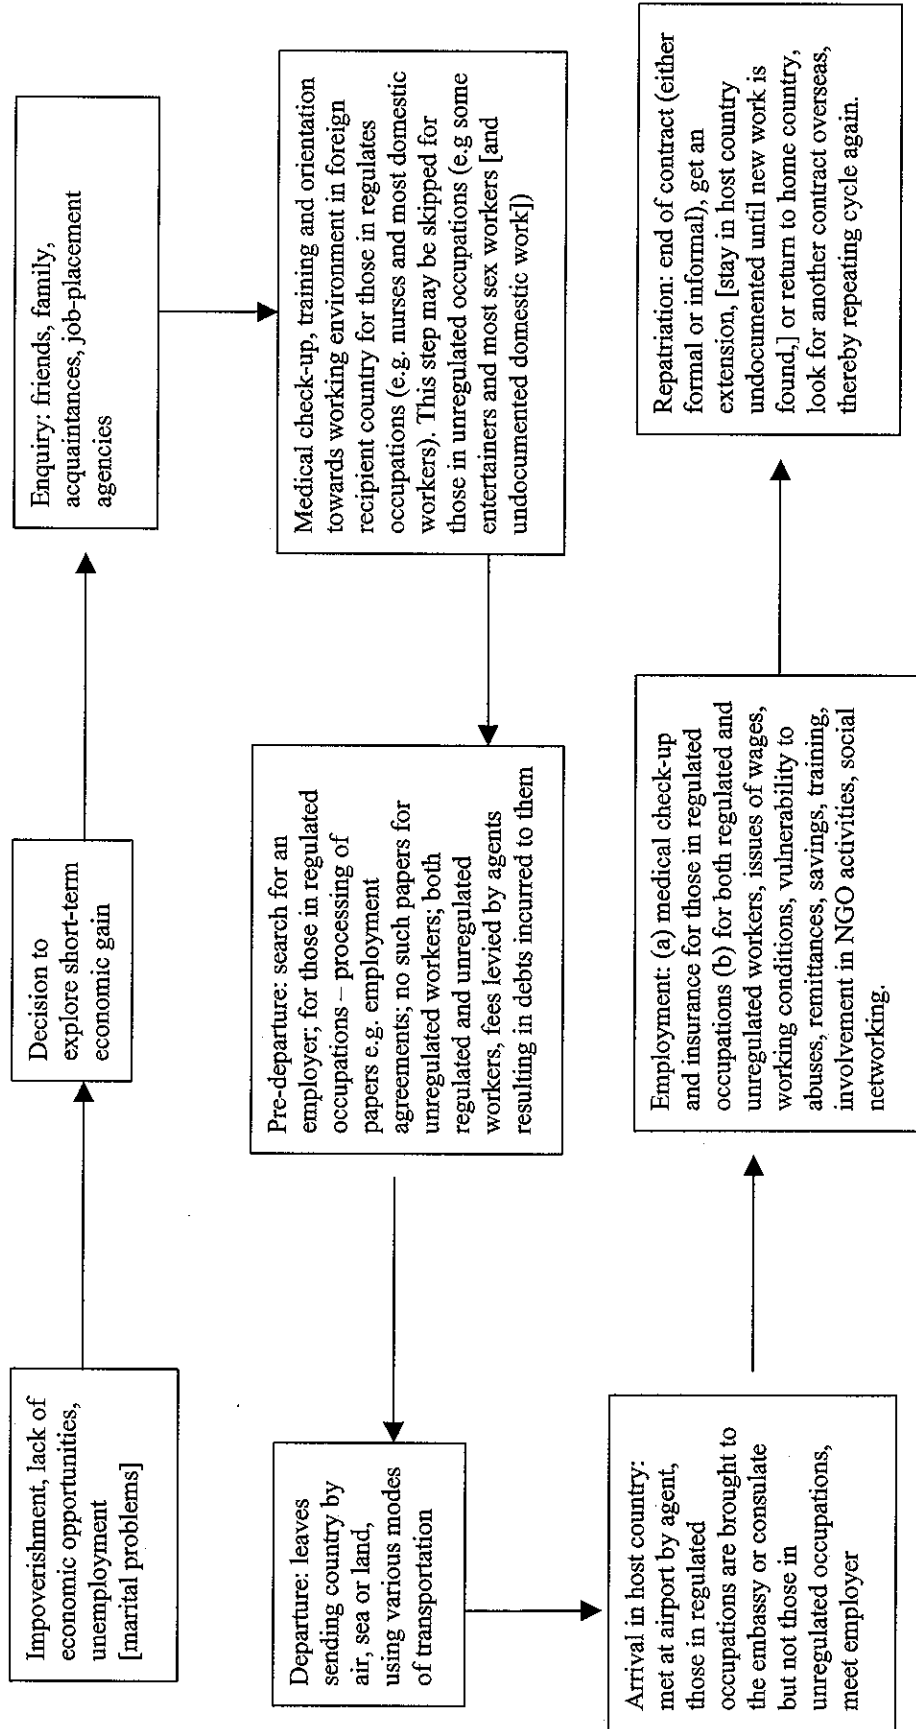 Impoverishment, lack of
economic opportunities,
unemployment
[marital problems]
Decision to
explore short-term
economic gain
Enquiry: friends, family,
acquaintances, job-placement
agencies
Medical check-up, training and orientation
towards working environment in foreign
recipient country for those in regulates
occupations (e.g. nurses and most domestic
workers). This step may be skipped for
those in unregulated occupations (e.g some
entertainers and most sex workers [and
undocumented domestic work])
Pre-departure: search for an
employer; for those in regulated
occupations – processing of
papers e.g. employment
agreements; no such papers for
unregulated workers; both
regulated and unregulated
workers, fees levied by agents
resulting in debts incurred to them
Departure: leaves
sending country by
air, sea or land,
using various modes
of transportation
Arrival in host country:
met at airport by agent,
those in regulated
occupations are brought to
the embassy or consulate
but not those in
unregulated occupations,
meet employer
Employment: (a) medical check-up
and insurance for those in regulated
occupations (b) for both regulated and
unregulated workers, issues of wages,
working conditions, vulnerability to
abuses, remittances, savings, training,
involvement in NGO activities, social
networking.
Repatriation: end of contract (either
formal or informal), get an
extension, [stay in host country
undocumented until new work is
found,] or return to home country,
look for another contract overseas,
thereby repeating cycle again.